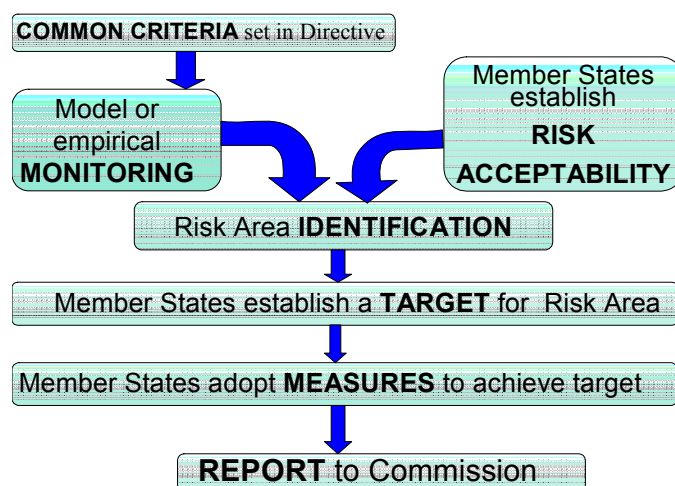 COMMON CRITERIA set in Directive
Model or
empirical
MONITORING
Member States
establish
RISK
ACCEPTABILITY
Risk Area IDENTIFICATION
Member States establish a TARGET for Risk Area
Member States adopt MEASURES to achieve target
REPORT to Commission